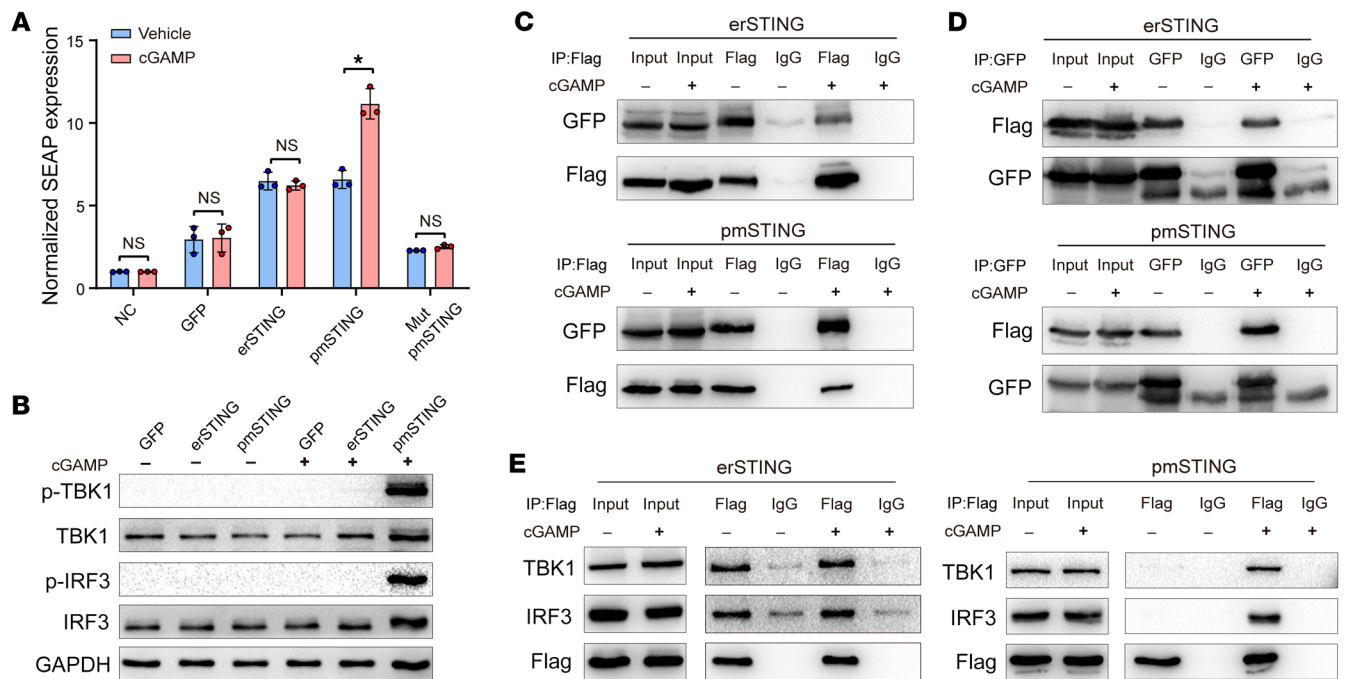 A
Normalized SEAP expression
15
10
5
0
Vehicle
cGAMP
NS
NS
NS
*
NS
NC
GFP
erSTING
pmSTING
Mut
pmSTING
B
GFP erSTING pmSTING GFP erSTING pmSTING
cGAMP – – – + + +
p-TBK1
TBK1
p-IRF3
IRF3
GAPDH
C
erSTING
IP:Flag Input Input Flag IgG Flag IgG
cGAMP – + – – + +
GFP
Flag
pmSTING
IP:Flag Input Input Flag IgG Flag IgG
cGAMP – + – – + +
GFP
Flag
D
erSTING
IP:GFP Input Input GFP IgG GFP IgG
cGAMP – + – – + +
Flag
GFP
pmSTING
IP:GFP Input Input GFP IgG GFP IgG
cGAMP – + – – + +
Flag
GFP
E
erSTING
IP:Flag Input Input Flag IgG Flag IgG
cGAMP – + – – + +
TBK1
IRF3
Flag
pmSTING
IP:Flag Input Input Flag IgG Flag IgG
cGAMP – + – – + +
TBK1
IRF3
Flag